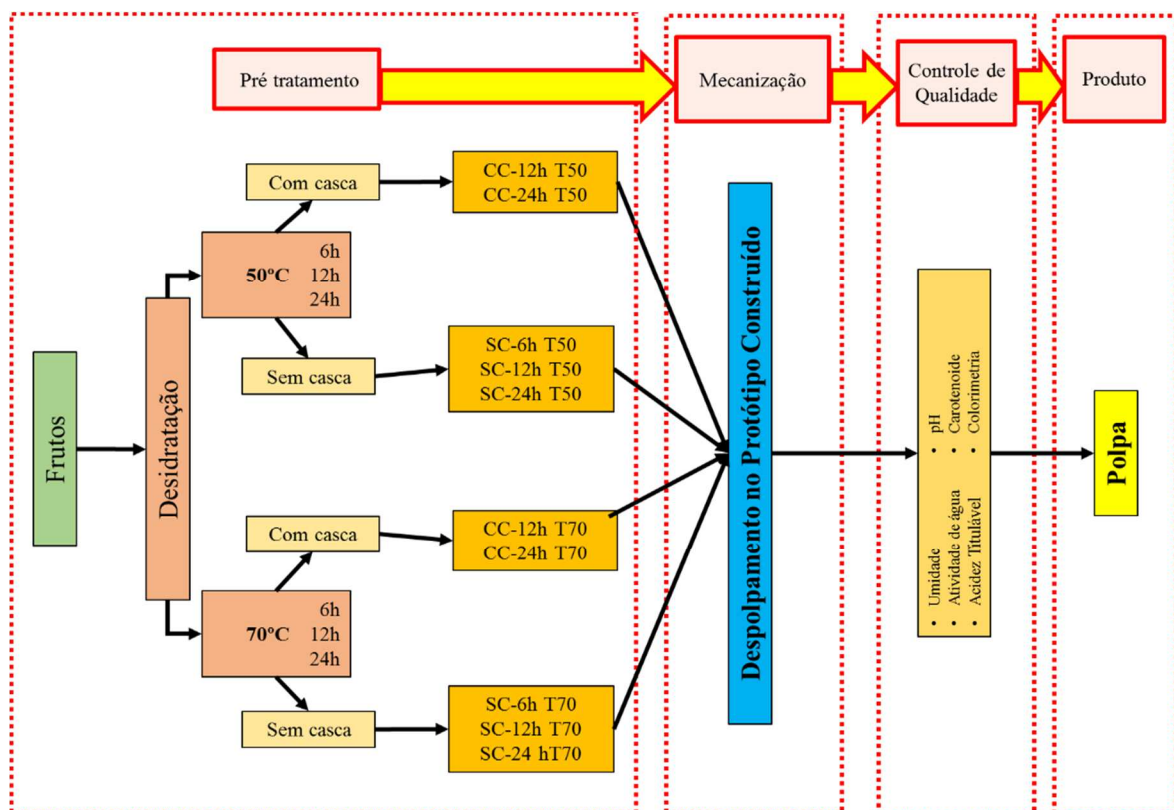 Pré tratamento
Mecanização
Controle de
Qualidade
Produto
Frutos
Desidratação
50ºC
6h
12h
24h
Com casca
Sem casca
CC-12h T50
CC-24h T50
SC-6h T50
SC-12h T50
SC-24h T50
70ºC
6h
12h
24h
Com casca
Sem casca
CC-12h T70
CC-24h T70
SC-6h T70
SC-12h T70
SC-24 hT70
Despolpamento no Protótipo Construído
• Umidade
• Atividade de água
• Acidez Titulável
• pH
• Carotenoide
• Colorimetria
Polpa